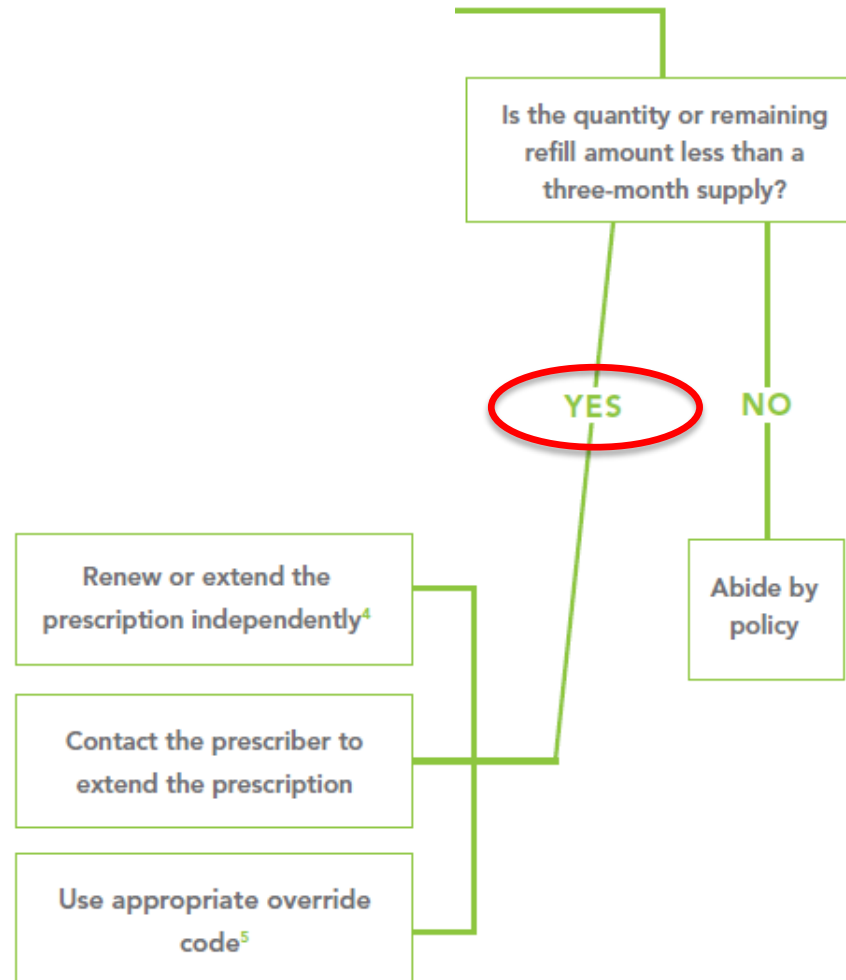 Is the quantity or remaining
refill amount less than a
three-month supply?
YES
NO
Renew or extend the
prescription independently⁴
Abide by
policy
Contact the prescriber to
extend the prescription
Use appropriate override
code⁵